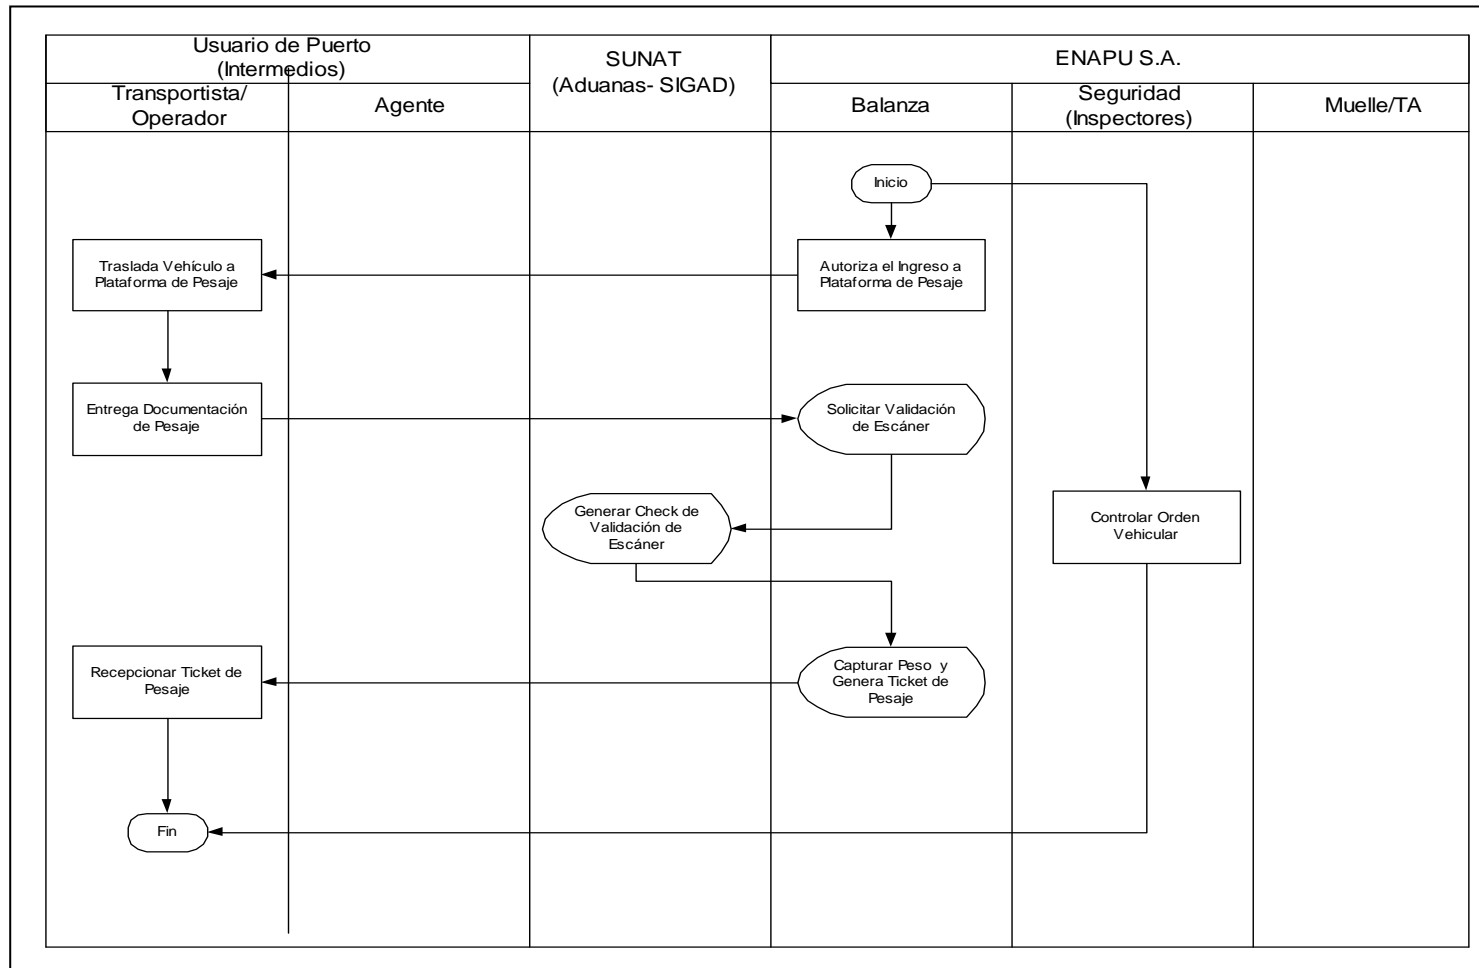 Usuario de Puerto
(Intermedios)
SUNAT
(Aduanas- SIGAD)
ENAPU S.A.
Transportista/
Operador
Agente
Balanza
Seguridad
(Inspectores)
Muelle/TA
Inicio
Traslada Vehículo a
Plataforma de Pesaje
Autoriza el Ingreso a
Plataforma de Pesaje
Entrega Documentación
de Pesaje
Solicitar Validación
de Escáner
Generar Check de
Validación de
Escáner
Controlar Orden
Vehicular
Recepcionar Ticket de
Pesaje
Capturar Peso y
Genera Ticket de
Pesaje
Fin